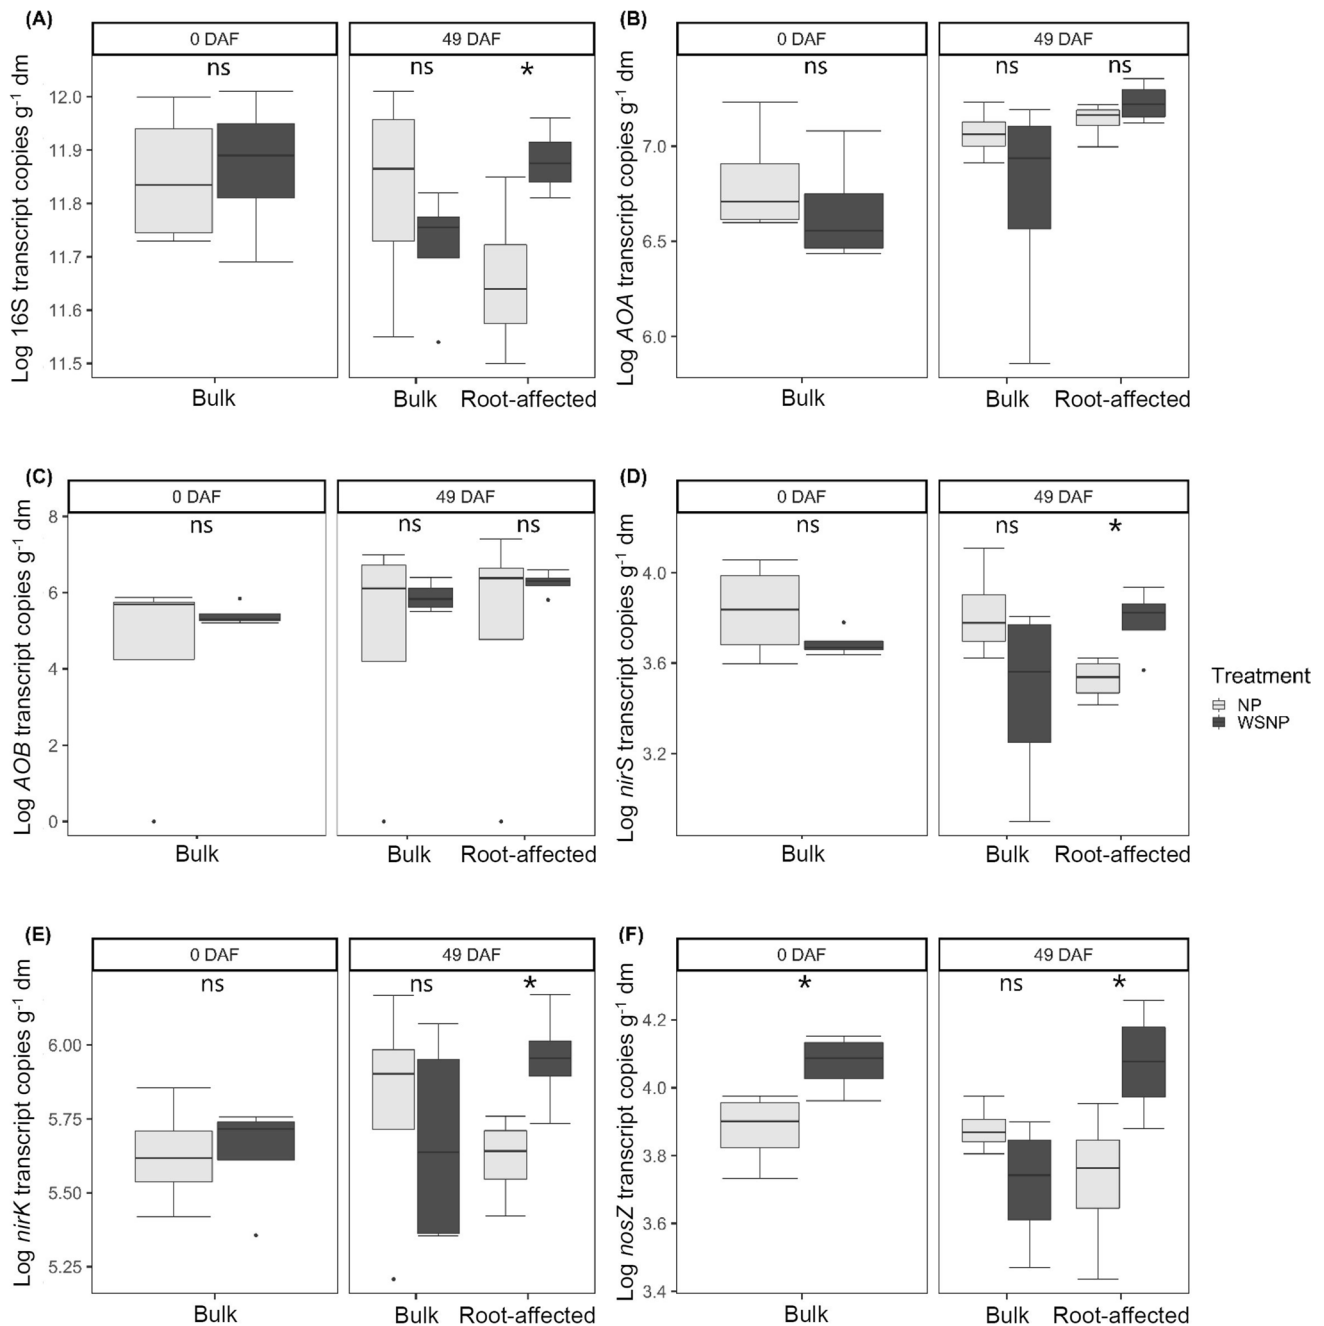 (A)
0 DAF
49 DAF
ns
ns
*
Log 16S transcript copies g⁻¹ dm
12.0
11.9
11.8
11.7
11.6
11.5
Bulk
Bulk
Root-affected
(B)
0 DAF
49 DAF
ns
ns
ns
Log AOA transcript copies g⁻¹ dm
7.0
6.5
6.0
Bulk
Bulk
Root-affected
(C)
0 DAF
49 DAF
ns
ns
ns
Log AOB transcript copies g⁻¹ dm
8
6
4
2
0
Bulk
Bulk
Root-affected
(D)
0 DAF
49 DAF
ns
ns
*
Log nirS transcript copies g⁻¹ dm
4.0
3.6
3.2
Bulk
Bulk
Root-affected
Treatment
NP
WSNP
(E)
0 DAF
49 DAF
ns
ns
*
Log nirK transcript copies g⁻¹ dm
6.00
5.75
5.50
5.25
Bulk
Bulk
Root-affected
(F)
0 DAF
49 DAF
*
ns
*
Log nosZ transcript copies g⁻¹ dm
4.2
4.0
3.8
3.6
3.4
Bulk
Bulk
Root-affected